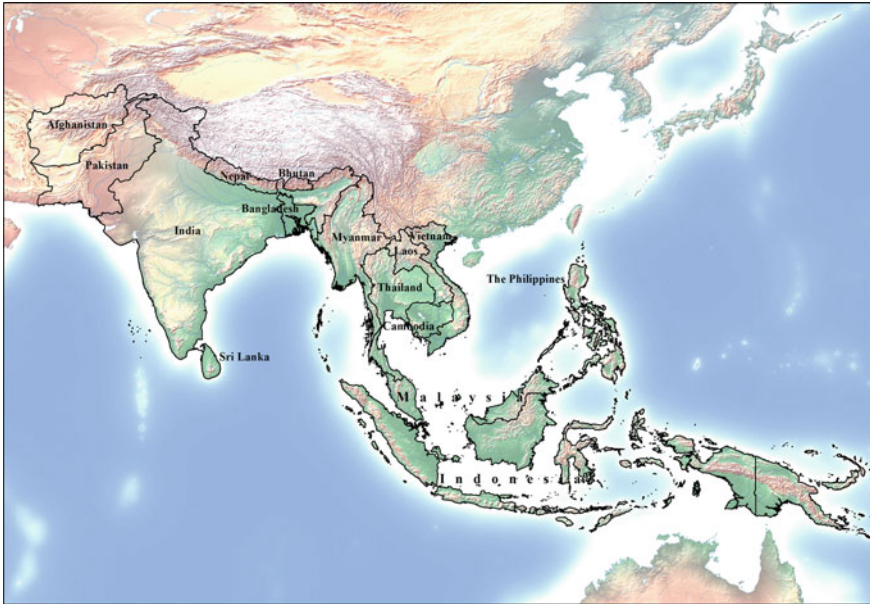 Afghanistan
Pakistan
Nepal
Bhutan
Bangladesh
India
Myanmar
Vietnam
Laos
The Philippines
Thailand
Cambodia
Sri Lanka
Malaysia
Indonesia